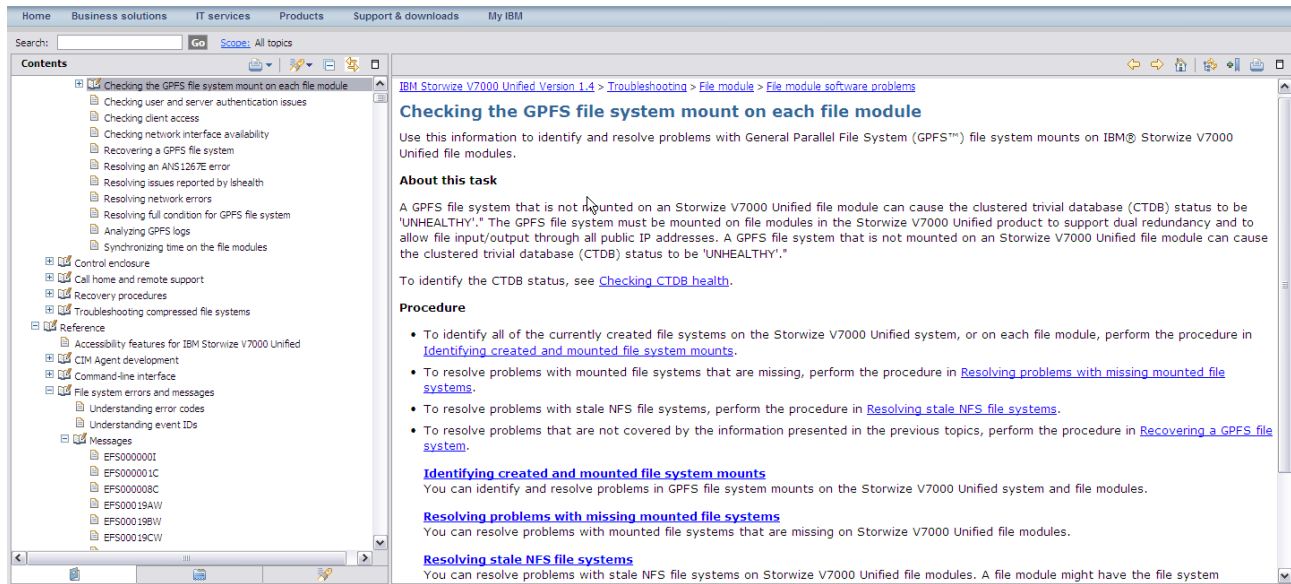 Home Business solutions IT services Products Support & downloads My IBM
Search: Go Scope: All topics
Contents
Checking the GPFS file system mount on each file module
Checking user and server authentication issues
Checking client access
Checking network interface availability
Recovering a GPFS file system
Resolving an ANS1267E error
Resolving issues reported by lshealth
Resolving network errors
Resolving full condition for GPFS file system
Analyzing GPFS logs
Synchronizing time on the file modules
Control enclosure
Call home and remote support
Recovery procedures
Troubleshooting compressed file systems
Reference
Accessibility features for IBM Storwize V7000 Unified
CIM Agent development
Command-line interface
File system errors and messages
Understanding error codes
Understanding event IDs
Messages
EFS000000I
EFS000001C
EFS000008C
EFS00019AW
EFS00019BW
EFS00019CW
IBM Storwize V7000 Unified Version 1.4 > Troubleshooting > File module > File module software problems
Checking the GPFS file system mount on each file module
Use this information to identify and resolve problems with General Parallel File System (GPFS™) file system mounts on IBM® Storwize V7000
Unified file modules.
About this task
A GPFS file system that is not mounted on an Storwize V7000 Unified file module can cause the clustered trivial database (CTDB) status to be
'UNHEALTHY'." The GPFS file system must be mounted on file modules in the Storwize V7000 Unified product to support dual redundancy and to
allow file input/output through all public IP addresses. A GPFS file system that is not mounted on an Storwize V7000 Unified file module can cause
the clustered trivial database (CTDB) status to be 'UNHEALTHY'."
To identify the CTDB status, see Checking CTDB health.
Procedure
• To identify all of the currently created file systems on the Storwize V7000 Unified system, or on each file module, perform the procedure in
Identifying created and mounted file system mounts.
• To resolve problems with mounted file systems that are missing, perform the procedure in Resolving problems with missing mounted file
systems.
• To resolve problems with stale NFS file systems, perform the procedure in Resolving stale NFS file systems.
• To resolve problems that are not covered by the information presented in the previous topics, perform the procedure in Recovering a GPFS file
system.
Identifying created and mounted file system mounts
You can identify and resolve problems in GPFS file system mounts on the Storwize V7000 Unified system and file modules.
Resolving problems with missing mounted file systems
You can resolve problems with mounted file systems that are missing on Storwize V7000 Unified file modules.
Resolving stale NFS file systems
You can resolve problems with stale NFS file systems on Storwize V7000 Unified file modules. A file module might have the file system